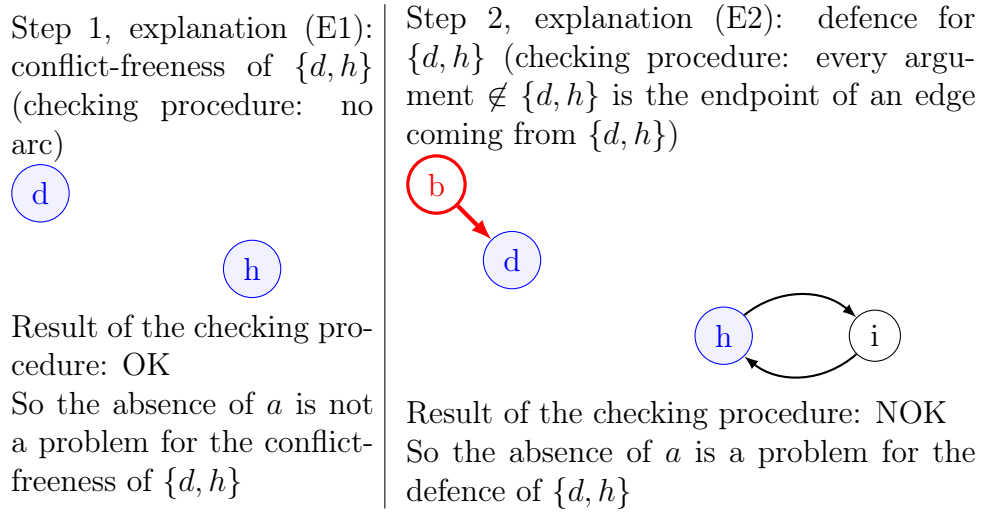 Step 1, explanation (E1):
conflict-freeness of {d, h}
(checking procedure: no
arc)
d
h
Result of the checking pro-
cedure: OK
So the absence of a is not
a problem for the conflict-
freeness of {d, h}
Step 2, explanation (E2): defence for
{d, h} (checking procedure: every argu-
ment ∉ {d, h} is the endpoint of an edge
coming from {d, h})
b
d
h
i
Result of the checking procedure: NOK
So the absence of a is a problem for the
defence of {d, h}